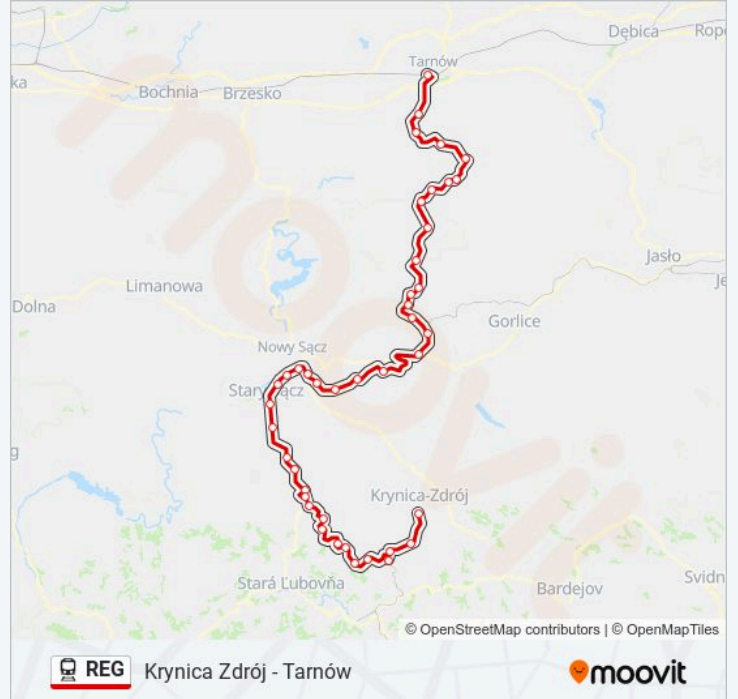 Dębica
Rop
Tarnów
ka
Bochnia
Brzesko
Jasło
Je
Limanowa
Dolna
Gorlice
Nowy Sącz
Stary Sącz
g
Krynica-Zdrój
Stará Ľubovňa
Bardejov
Svidn
moovit
© OpenStreetMap contributors | © OpenMapTiles
REG
Krynica Zdrój - Tarnów
moovit